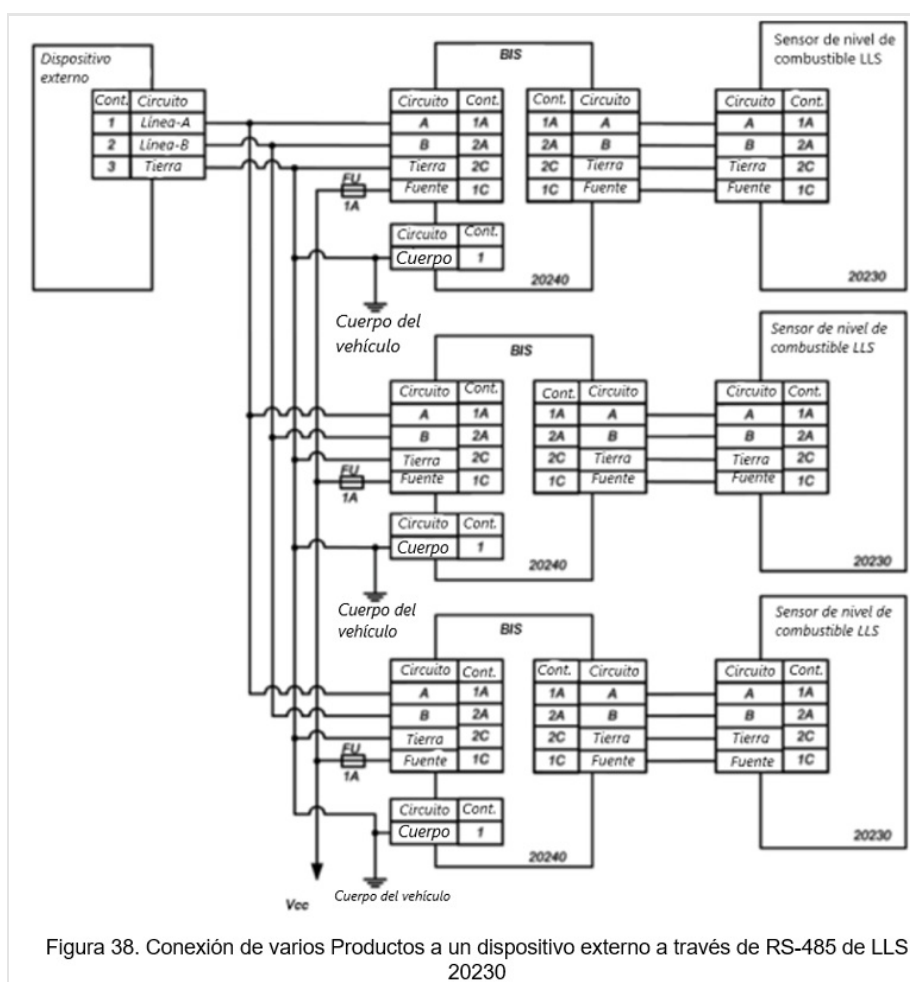 Dispositivo
externo
Cont. Circuito
1 Línea-A
2 Línea-B
3 Tierra
BIS
Circuito Cont.
A 1A
B 2A
Tierra 2C
Fuente 1C
FU
1A
Circuito Cont.
Cuerpo 1
Cont. Circuito
1A A
2A B
2C Tierra
1C Fuente
20240
Sensor de nivel de
combustible LLS
Circuito Cont.
A 1A
B 2A
Tierra 2C
Fuente 1C
20230
Cuerpo del
vehículo
BIS
Circuito Cont.
A 1A
B 2A
Tierra 2C
Fuente 1C
FU
1A
Circuito Cont.
Cuerpo 1
Cont. Circuito
1A A
2A B
2C Tierra
1C Fuente
20240
Sensor de nivel de
combustible LLS
Circuito Cont.
A 1A
B 2A
Tierra 2C
Fuente 1C
20230
Cuerpo del
vehículo
BIS
Circuito Cont.
A 1A
B 2A
Tierra 2C
Fuente 1C
FU
1A
Circuito Cont.
Cuerpo 1
Cont. Circuito
1A A
2A B
2C Tierra
1C Fuente
20240
Sensor de nivel de
combustible LLS
Circuito Cont.
A 1A
B 2A
Tierra 2C
Fuente 1C
20230
Vcc
Cuerpo del vehículo
Figura 38. Conexión de varios Productos a un dispositivo externo a través de RS-485 de LLS
20230